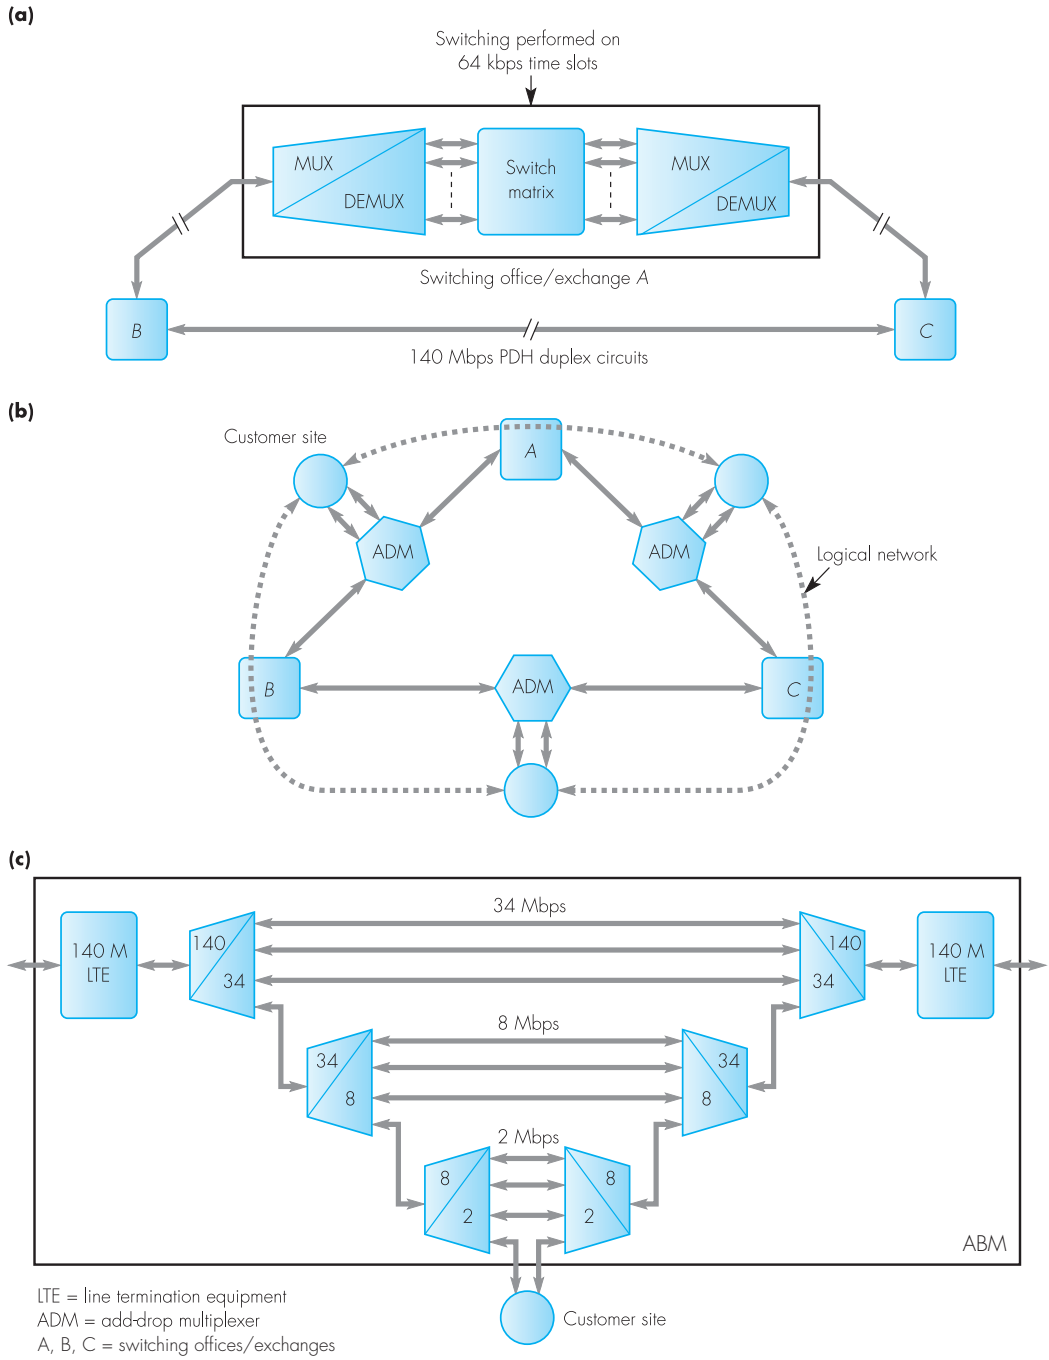 (a)
Switching performed on
64 kbps time slots
MUX
DEMUX
Switch
matrix
MUX
DEMUX
Switching office/exchange A
B
C
140 Mbps PDH duplex circuits
(b)
Customer site
A
ADM
ADM
Logical network
B
ADM
C
(c)
34 Mbps
140 M
LTE
140
34
140
34
140 M
LTE
8 Mbps
34
8
34
8
2 Mbps
8
2
8
2
ABM
LTE = line termination equipment
ADM = add-drop multiplexer
A, B, C = switching offices/exchanges
Customer site